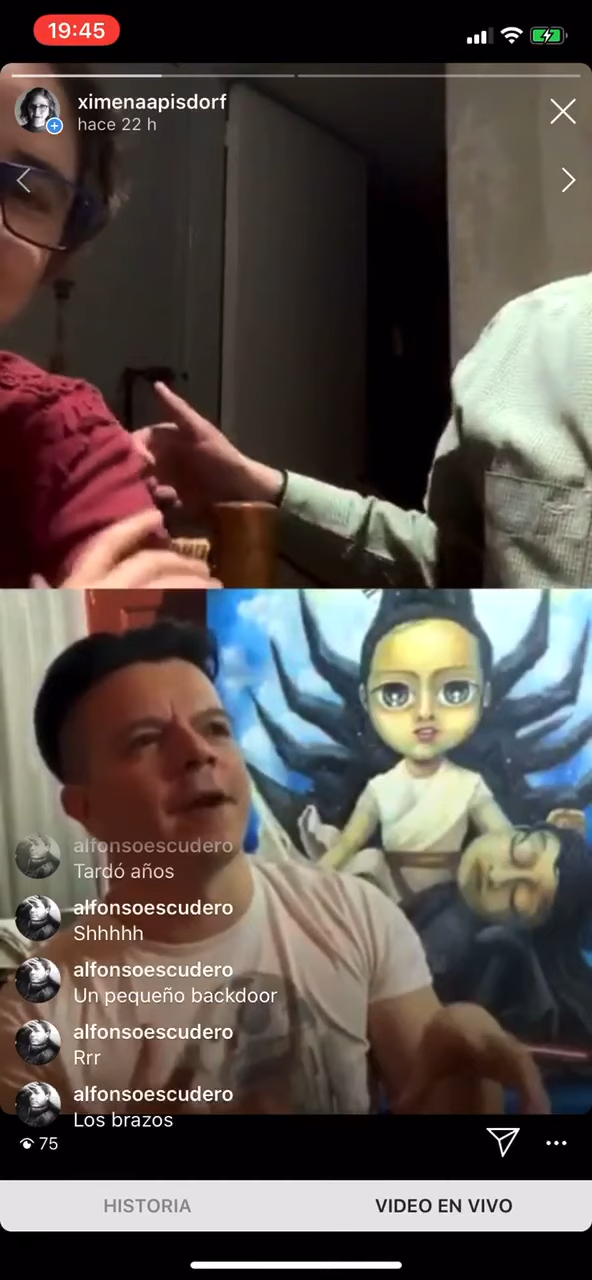 19:45
ximenaapisdorf
hace 22 h
alfonsoescudero
Tardó años
alfonsoescudero
Shhhhh
alfonsoescudero
Un pequeño backdoor
alfonsoescudero
Rrr
alfonsoescudero
Los brazos
75
HISTORIA
VIDEO EN VIVO